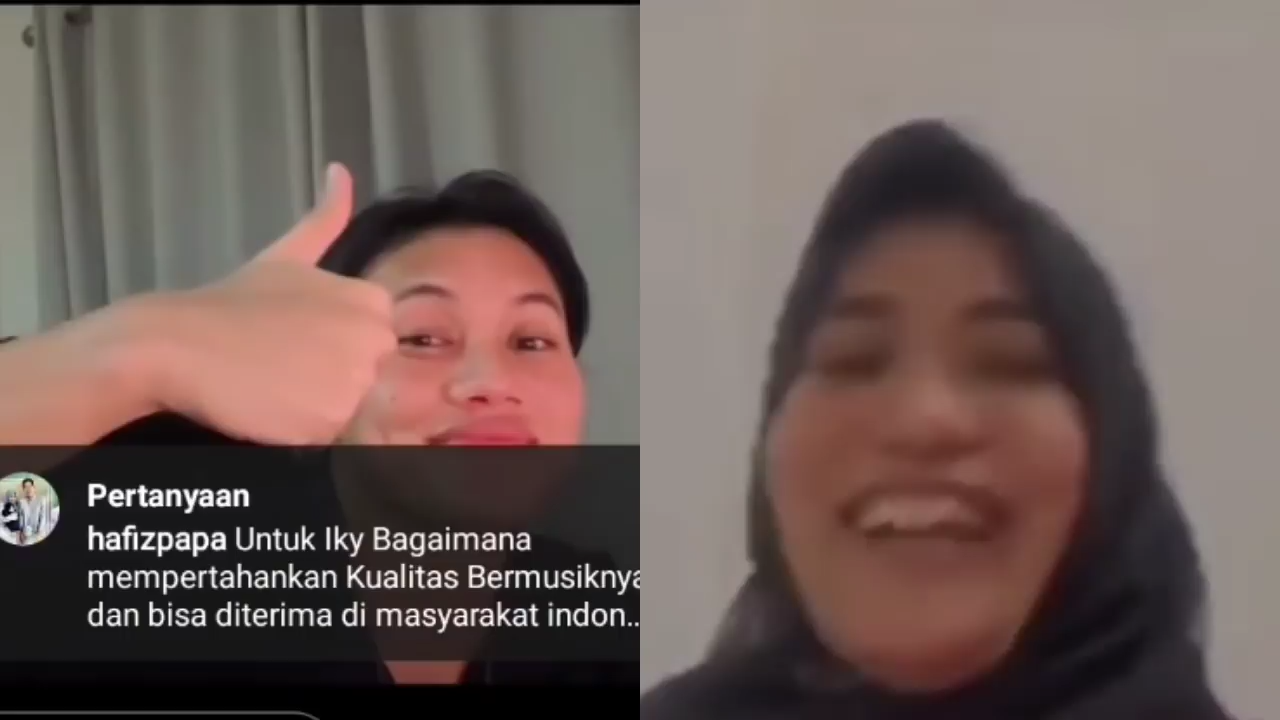 Pertanyaan
hafizpapa Untuk Iky Bagaimana
mempertahankan Kualitas Bermusiknya
dan bisa diterima di masyarakat indon..